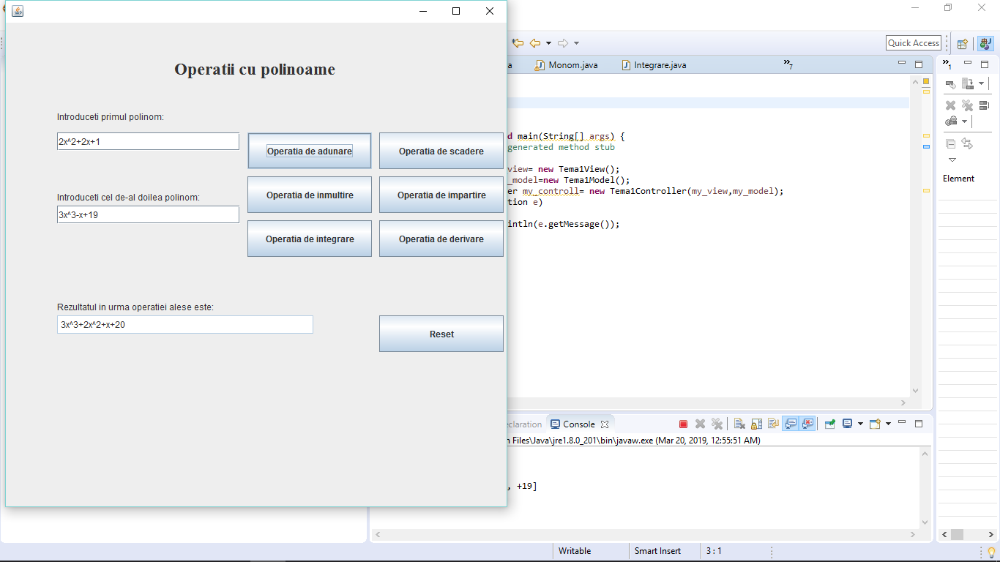 Operatii cu polinoame
Introduceti primul polinom:
2x^2+2x+1
Operatia de adunare
Operatia de scadere
Introduceti cel de-al doilea polinom:
Operatia de inmultire
Operatia de impartire
3x^3-x+19
Operatia de integrare
Operatia de derivare
Rezultatul in urma operatiei alese este:
3x^3+2x^2+x+20
Reset
Quick Access
a
Monom.java
Integrare.java
»7
»1
d main(String[] args) {
generated method stub
view= new Tema1View();
_model=new Tema1Model();
er my_controll= new Tema1Controller(my_view,my_model);
tion e)
intln(e.getMessage());
Element
eclaration
Console
n Files\Java\jre1.8.0_201\bin\javaw.exe (Mar 20, 2019, 12:55:51 AM)
, +19]
Writable
Smart Insert
3 : 1